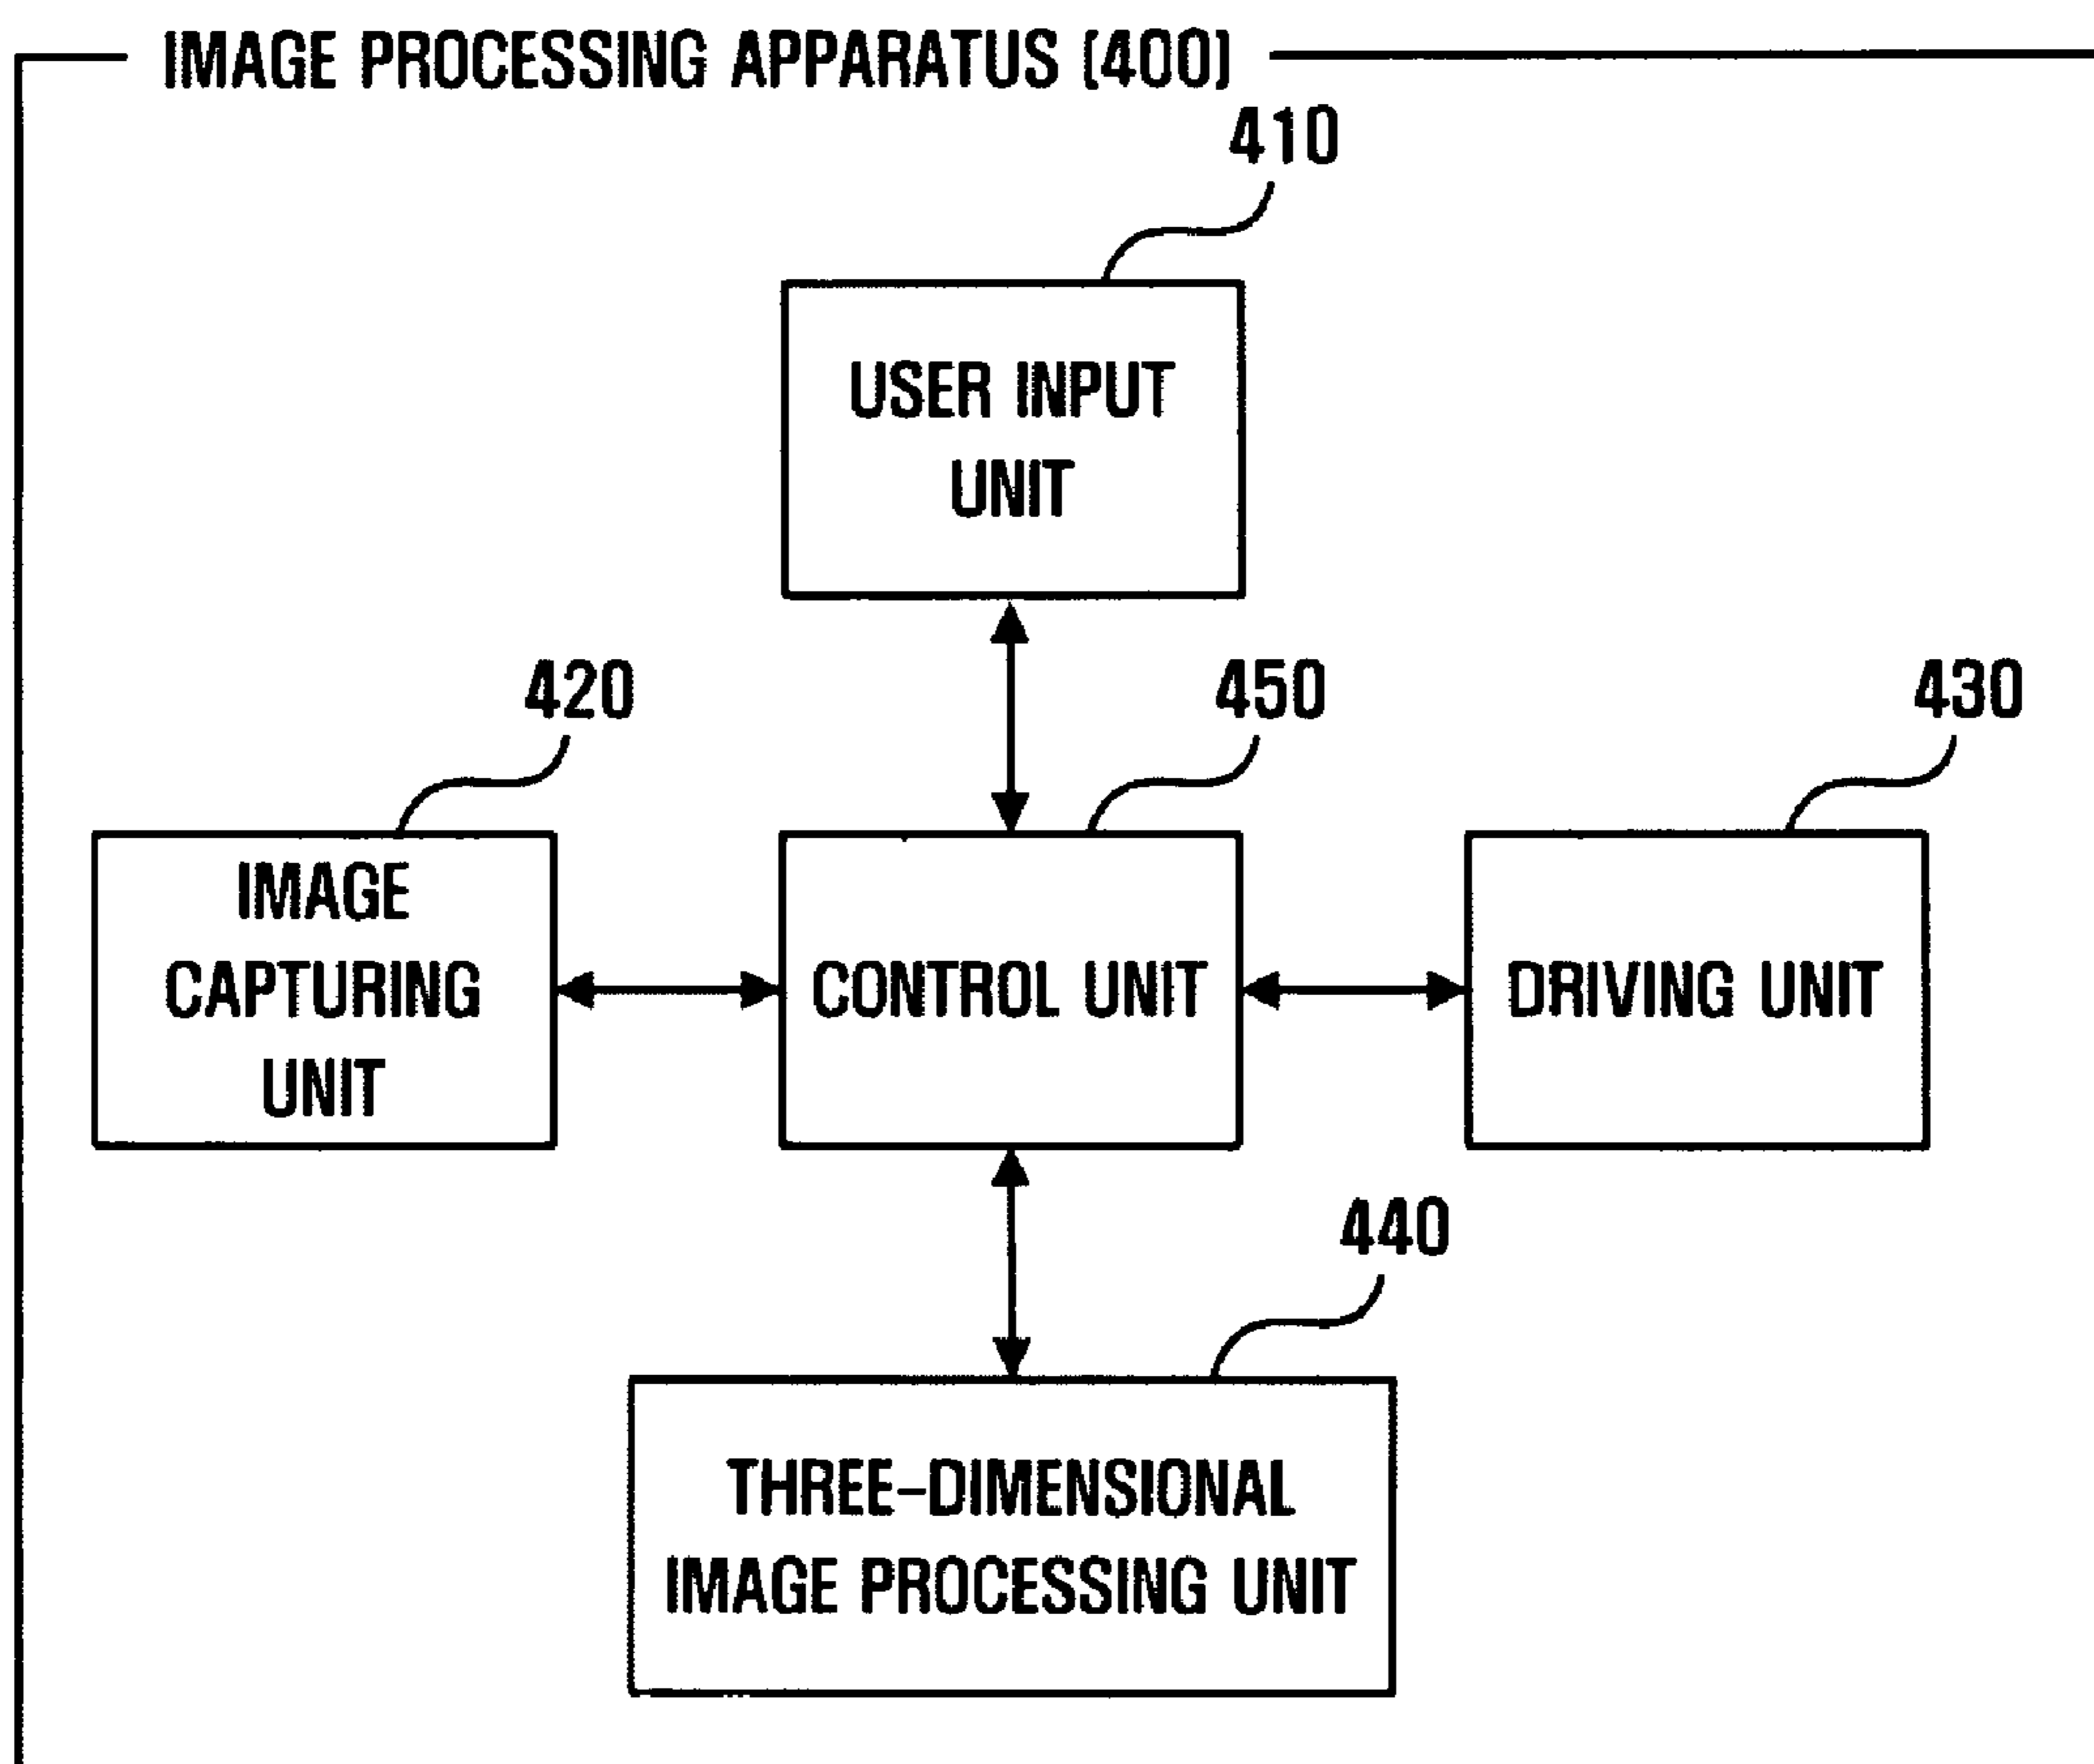 IMAGE PROCESSING APPARATUS (400)
410
USER INPUT
UNIT
420
450
430
IMAGE
CAPTURING
UNIT
CONTROL UNIT
DRIVING UNIT
440
THREE-DIMENSIONAL
IMAGE PROCESSING UNIT